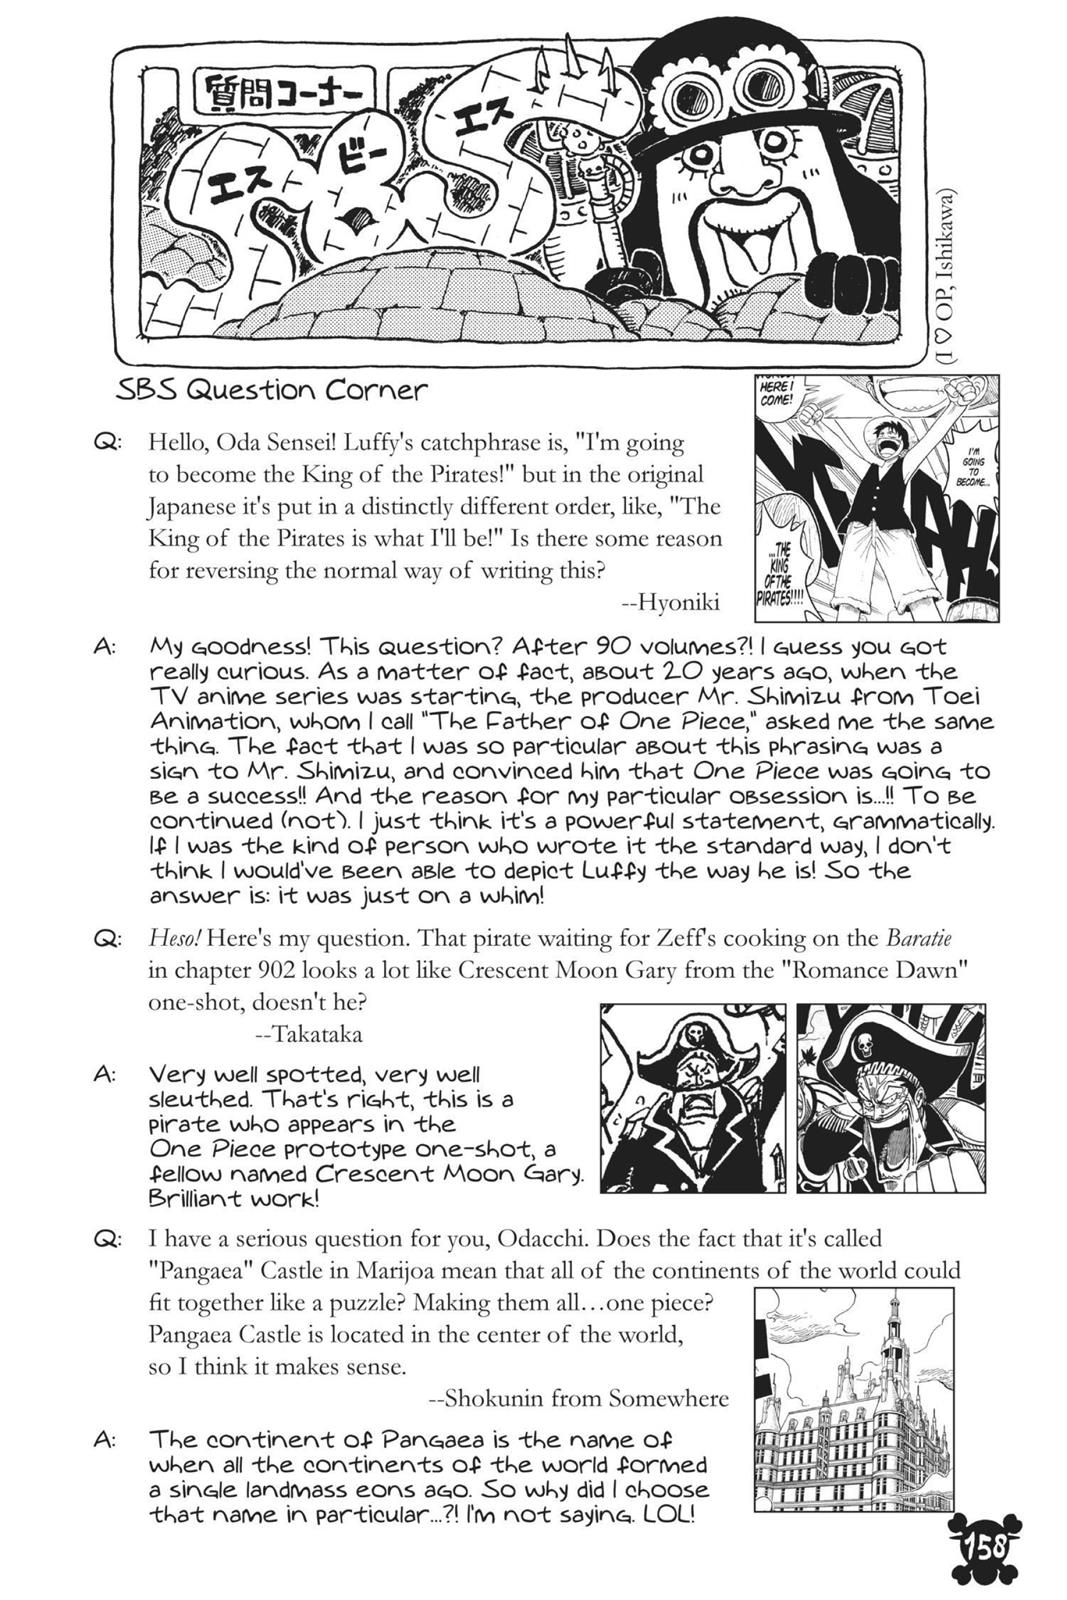 質問コーナー
エス
ビー
エス
(I ♡ OP, Ishikawa)
SBS Question Corner
HERE I
COME!
I'M
GOING
TO
BECOME...
...THE
KING
OF THE
PIRATES!!!!
Q: Hello, Oda Sensei! Luffy's catchphrase is, "I'm going
to become the King of the Pirates!" but in the original
Japanese it's put in a distinctly different order, like, "The
King of the Pirates is what I'll be!" Is there some reason
for reversing the normal way of writing this?
--Hyoniki
A: My goodness! This question? After 90 volumes?! I guess you got
really curious. As a matter of fact, about 20 years ago, when the
TV anime series was starting, the producer Mr. Shimizu from Toei
Animation, whom I call "The Father of One Piece," asked me the same
thing. The fact that I was so particular about this phrasing was a
sign to Mr. Shimizu, and convinced him that One Piece was going to
be a success!! And the reason for my particular obsession is...!! To be
continued (not). I just think it's a powerful statement, grammatically.
If I was the kind of person who wrote it the standard way, I don't
think I would've been able to depict Luffy the way he is! So the
answer is: it was just on a whim!
Q: Heso! Here's my question. That pirate waiting for Zeff's cooking on the Baratie
in chapter 902 looks a lot like Crescent Moon Gary from the "Romance Dawn"
one-shot, doesn't he?
--Takataka
A: Very well spotted, very well
sleuthed. That's right, this is a
pirate who appears in the
One Piece prototype one-shot, a
fellow named Crescent Moon Gary.
Brilliant work!
Q: I have a serious question for you, Odacchi. Does the fact that it's called
"Pangaea" Castle in Marijoa mean that all of the continents of the world could
fit together like a puzzle? Making them all…one piece?
Pangaea Castle is located in the center of the world,
so I think it makes sense.
--Shokunin from Somewhere
A: The continent of Pangaea is the name of
when all the continents of the world formed
a single landmass eons ago. So why did I choose
that name in particular...?! I'm not saying. LOL!
158